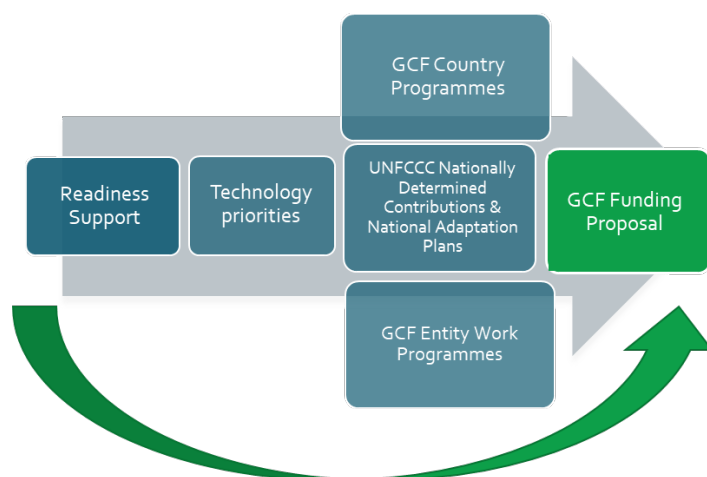 GCF Country
Programmes
Readiness
Support
Technology
priorities
UNFCCC Nationally
Determined
Contributions &
National Adaptation
Plans
GCF Funding
Proposal
GCF Entity Work
Programmes